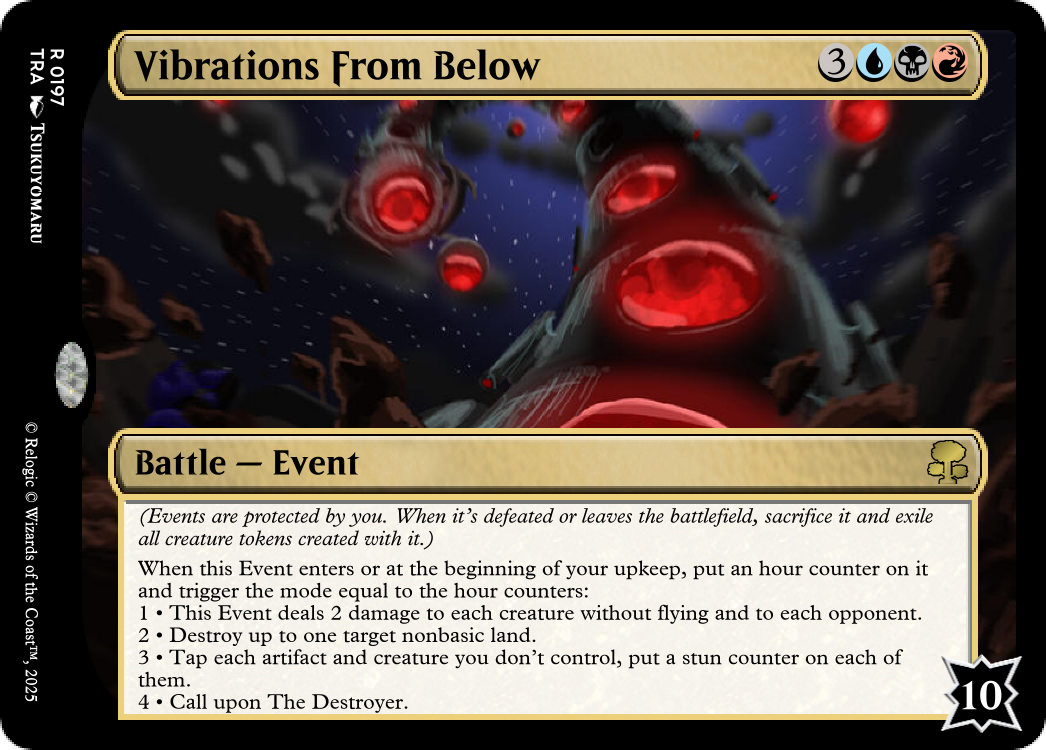 Vibrations From Below
3
Battle — Event
(Events are protected by you. When it's defeated or leaves the battlefield, sacrifice it and exile
all creature tokens created with it.)
When this Event enters or at the beginning of your upkeep, put an hour counter on it
and trigger the mode equal to the hour counters:
1 • This Event deals 2 damage to each creature without flying and to each opponent.
2 • Destroy up to one target nonbasic land.
3 • Tap each artifact and creature you don't control, put a stun counter on each of
them.
4 • Call upon The Destroyer.
10
R 0197
TRA Tsukuyomaru
© Relogic © Wizards of the Coast™, 2025